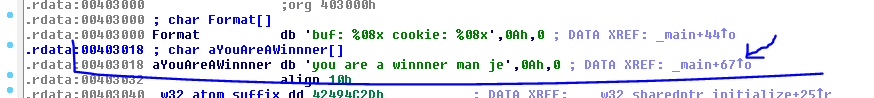 .rdata:00403000 ;org 403000h
.rdata:00403000 ; char Format[]
.rdata:00403000 Format db 'buf: %08x cookie: %08x',0Ah,0 ; DATA XREF: _main+44↑o
.rdata:00403018 ; char aYouAreAWinnner[]
.rdata:00403018 aYouAreAWinnner db 'you are a winnner man je',0Ah,0 ; DATA XREF: _main+67↑o
.rdata:00403032 align 10h
.rdata:00403040 _w32_atom_suffix dd 42494C2Dh ; DATA XREF: __w32_sharedptr_initialize+25↑r